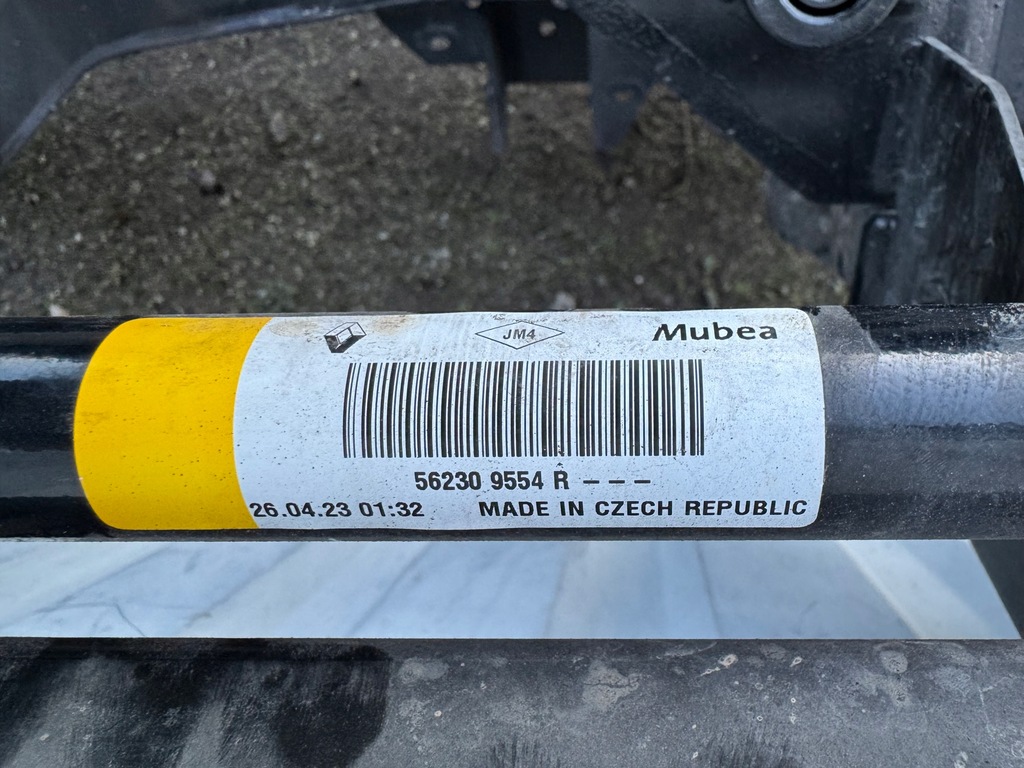 JM4
Mubea
56230 9554 R ---
26.04.23 01:32 MADE IN CZECH REPUBLIC